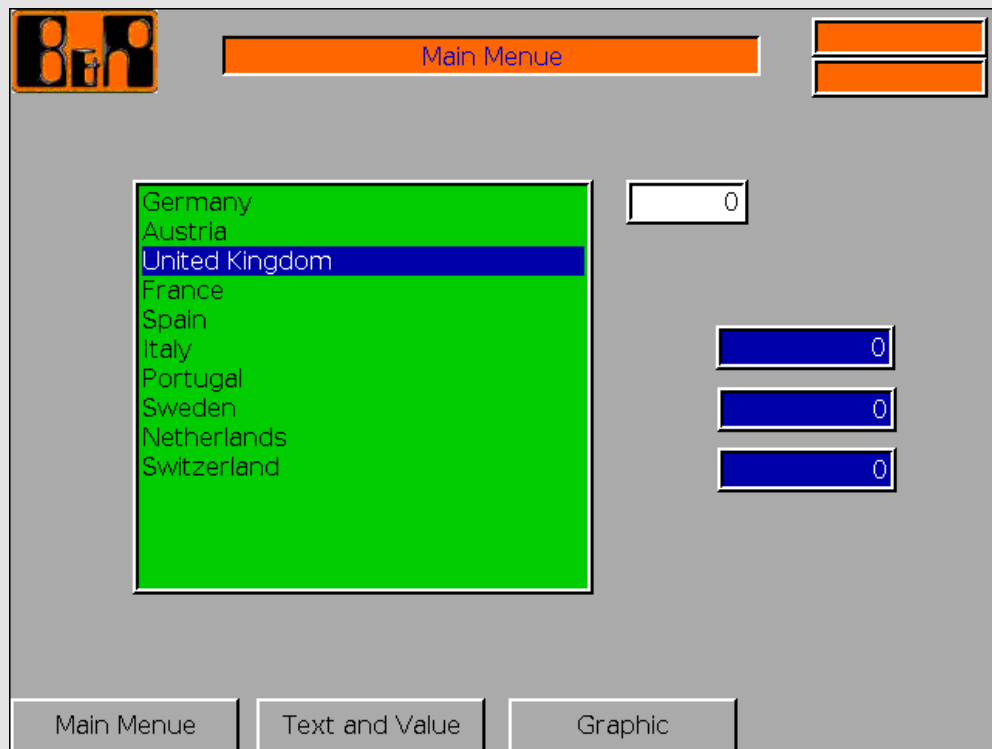 B&R
Main Menue
Germany
0
Austria
United Kingdom
France
Spain
Italy
0
Portugal
Sweden
0
Netherlands
Switzerland
0
Main Menue
Text and Value
Graphic